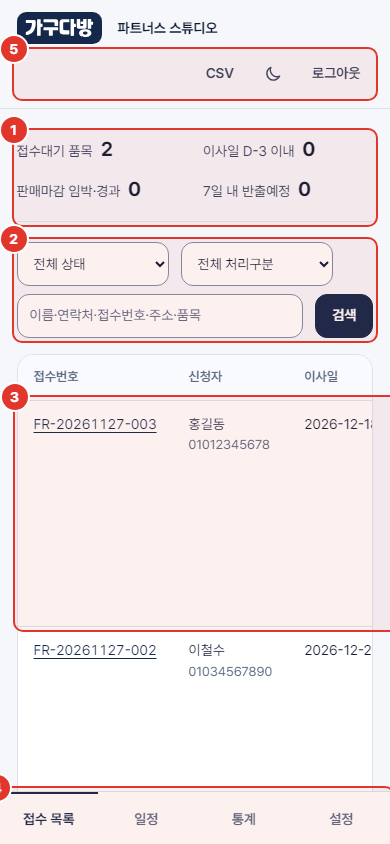 가구다방 파트너스 스튜디오
5
CSV 로그아웃
1
접수대기 품목 2 이사일 D-3 이내 0
판매마감 임박·경과 0 7일 내 반출예정 0
2
전체 상태 전체 처리구분
이름·연락처·접수번호·주소·품목 검색
접수번호 신청자 이사일
3
FR-20261127-003 홍길동 2026-12-18
01012345678
FR-20261127-002 이철수 2026-12-2
01034567890
접수 목록 일정 통계 설정